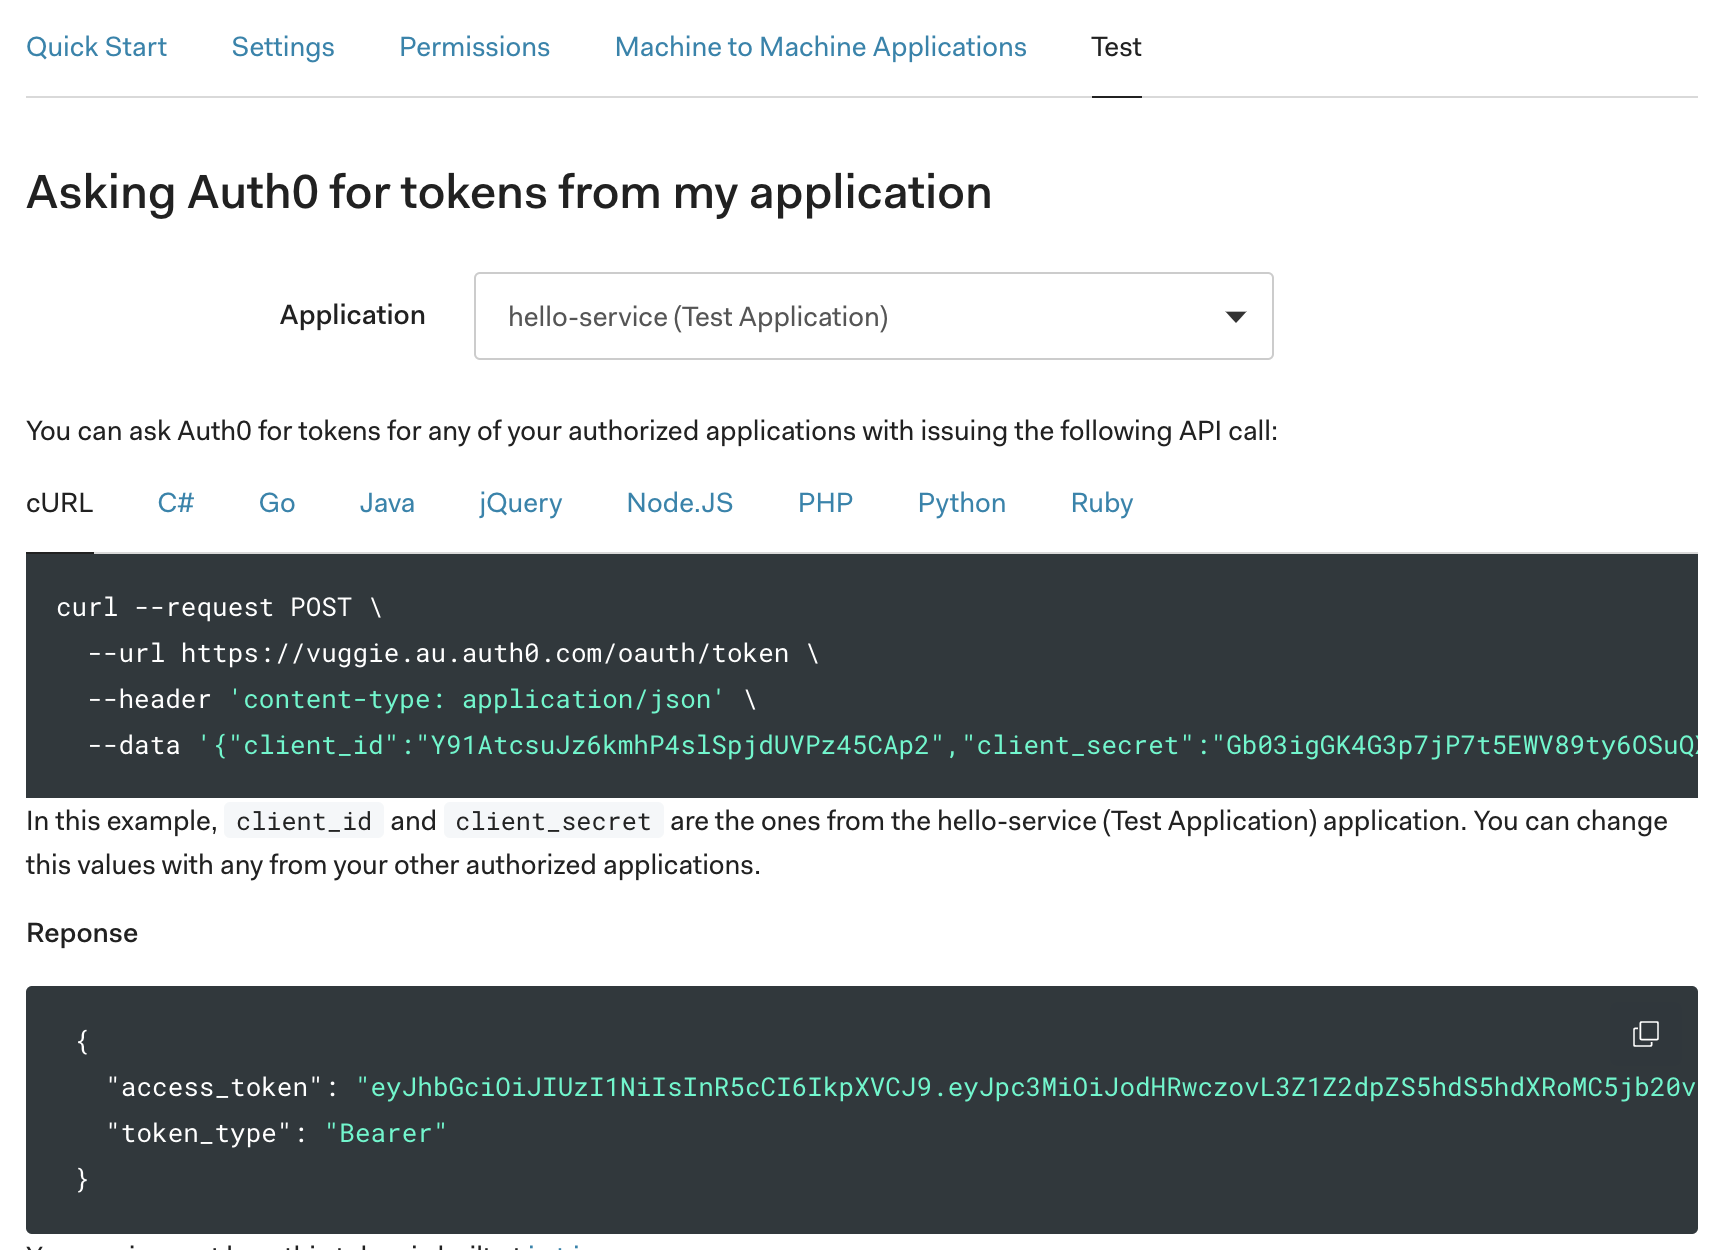 Quick Start Settings Permissions Machine to Machine Applications Test
Asking Auth0 for tokens from my application
Application hello-service (Test Application)
You can ask Auth0 for tokens for any of your authorized applications with issuing the following API call:
cURL C# Go Java jQuery Node.JS PHP Python Ruby
curl --request POST \
--url https://vuggie.au.auth0.com/oauth/token \
--header 'content-type: application/json' \
--data '{"client_id":"Y91AtcsuJz6kmhP4slSpjdUVPz45CAp2","client_secret":"Gb03igGK4G3p7jP7t5EWV89ty6OSuQX
In this example, client_id and client_secret are the ones from the hello-service (Test Application) application. You can change
this values with any from your other authorized applications.
Reponse
{
"access_token": "eyJhbGciOiJIUzI1NiIsInR5cCI6IkpXVCJ9.eyJpc3MiOiJodHRwczovL3Z1Z2dpZS5hdS5hdXRoMC5jb20v
"token_type": "Bearer"
}